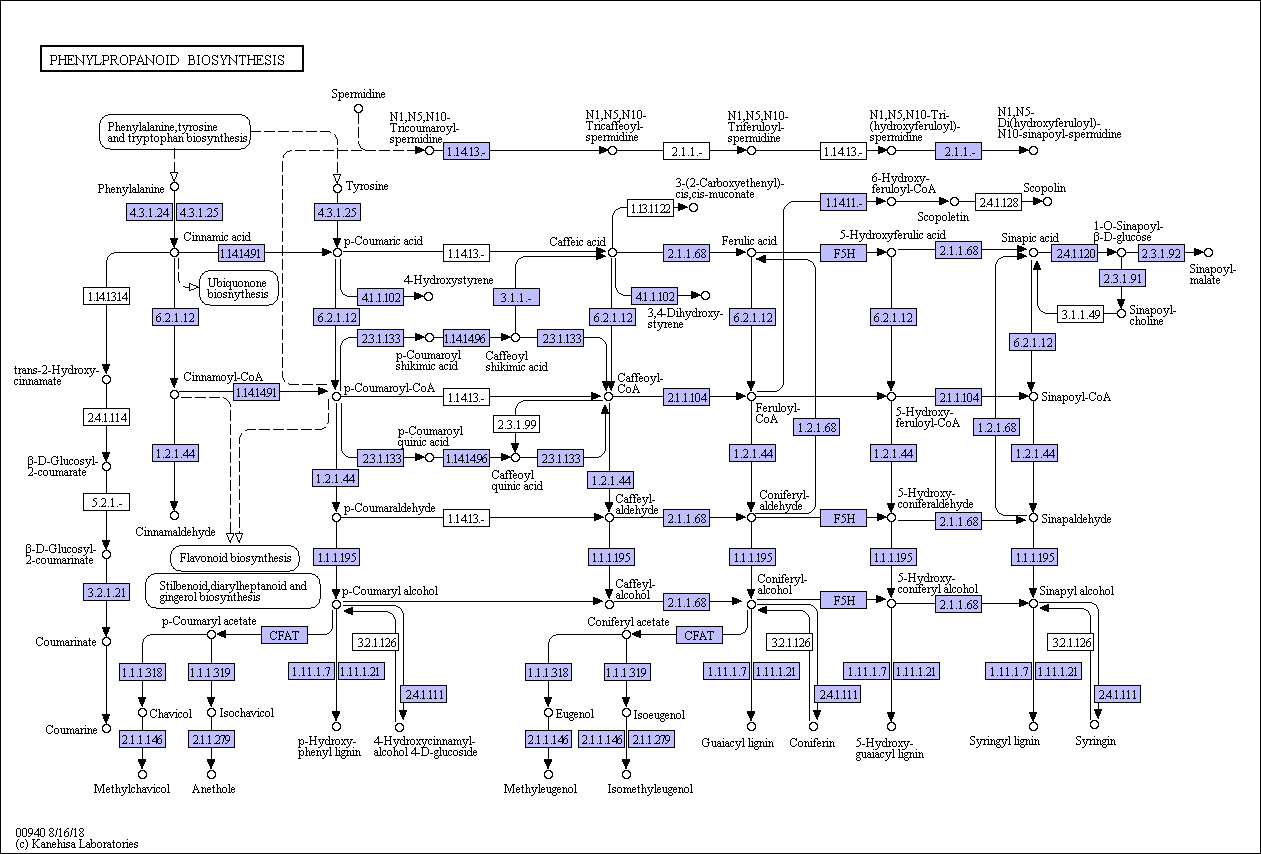 PHENYLPROPANOID BIOSYNTHESIS
Spermidine
N1,N5,N10-
Tricoumaroyl-
spermidine
N1,N5,N10-
Tricaffeoyl-
spermidine
N1,N5,N10-
Triferuloyl-
spermidine
N1,N5,N10-Tri-
(hydroxyferuloyl)-
spermidine
N1,N5-
Di(hydroxyferuloyl)-
N10-sinapoyl-spermidine
Phenylalanine,tyrosine
and tryptophan biosynthesis
1.14.13.-
2.1.1.-
1.14.13.-
2.1.1.-
Phenylalanine
Tyrosine
3-(2-Carboxyethenyl)-
cis,cis-muconate
6-Hydroxy-
feruloyl-CoA
Scopolin
4.3.1.24
4.3.1.25
4.3.1.25
1.13.11.22
1.14.11.-
Scopoletin
2.4.1.128
Cinnamic acid
p-Coumaric acid
Caffeic acid
Ferulic acid
5-Hydroxyferulic acid
Sinapic acid
1-O-Sinapoyl-
β-D-glucose
1.14.14.91
1.14.13.-
2.1.1.68
F5H
2.1.1.68
2.4.1.120
2.3.1.92
Sinapoyl-
malate
Ubiquonone
biosnythesis
4-Hydroxystyrene
2.3.1.91
1.14.13.14
4.1.1.102
3.1.1.-
4.1.1.102
3,4-Dihydroxy-
styrene
3.1.1.49
Sinapoyl-
choline
6.2.1.12
6.2.1.12
6.2.1.12
6.2.1.12
6.2.1.12
6.2.1.12
2.3.1.133
1.14.14.96
2.3.1.133
p-Coumaroyl
shikimic acid
Caffeoyl
shikimic acid
trans-2-Hydroxy-
cinnamate
Cinnamoyl-CoA
1.14.14.91
p-Coumaroyl-CoA
1.14.13.-
Caffeoyl-
CoA
2.1.1.104
Feruloyl-
CoA
2.1.1.104
5-Hydroxy-
feruloyl-CoA
Sinapoyl-CoA
2.4.1.114
2.3.1.99
1.2.1.68
1.2.1.68
p-Coumaroyl
quinic acid
1.2.1.44
2.3.1.133
1.14.14.96
2.3.1.133
1.2.1.44
1.2.1.44
1.2.1.44
β-D-Glucosyl-
2-coumarate
Caffeoyl
quinic acid
1.2.1.44
1.2.1.44
5.2.1.-
Cinnamaldehyde
p-Coumaraldehyde
1.14.13.-
Caffeyl-
aldehyde
2.1.1.68
Coniferyl-
aldehyde
F5H
5-Hydroxy-
coniferaldehyde
2.1.1.68
Sinapaldehyde
β-D-Glucosyl-
2-coumarinate
Flavonoid biosynthesis
1.1.1.195
1.1.1.195
1.1.1.195
1.1.1.195
1.1.1.195
Stilbenoid,diarylheptanoid and
gingerol biosynthesis
3.2.1.21
p-Coumaryl alcohol
Caffeyl-
alcohol
2.1.1.68
Coniferyl-
alcohol
F5H
5-Hydroxy-
coniferyl alcohol
2.1.1.68
Sinapyl alcohol
p-Coumaryl acetate
CFAT
Coniferyl acetate
CFAT
Coumarinate
3.2.1.126
3.2.1.126
3.2.1.126
1.1.1.318
1.1.1.319
1.11.1.7
1.11.1.21
1.1.1.318
1.1.1.319
1.11.1.7
1.11.1.21
1.11.1.7
1.11.1.21
1.11.1.7
1.11.1.21
2.4.1.111
2.4.1.111
2.4.1.111
Chavicol
Isochavicol
Eugenol
Isoeugenol
Coumarine
2.1.1.146
2.1.1.279
p-Hydroxy-
phenyl lignin
4-Hydroxycinnamyl-
alcohol 4-D-glucoside
2.1.1.146
2.1.1.146
2.1.1.279
Guaiacyl lignin
Coniferin
5-Hydroxy-
guaiacyl lignin
Syringyl lignin
Syringin
Methylchavicol
Anethole
Methyleugenol
Isomethyleugenol
00940 8/16/18
(c) Kanehisa Laboratories